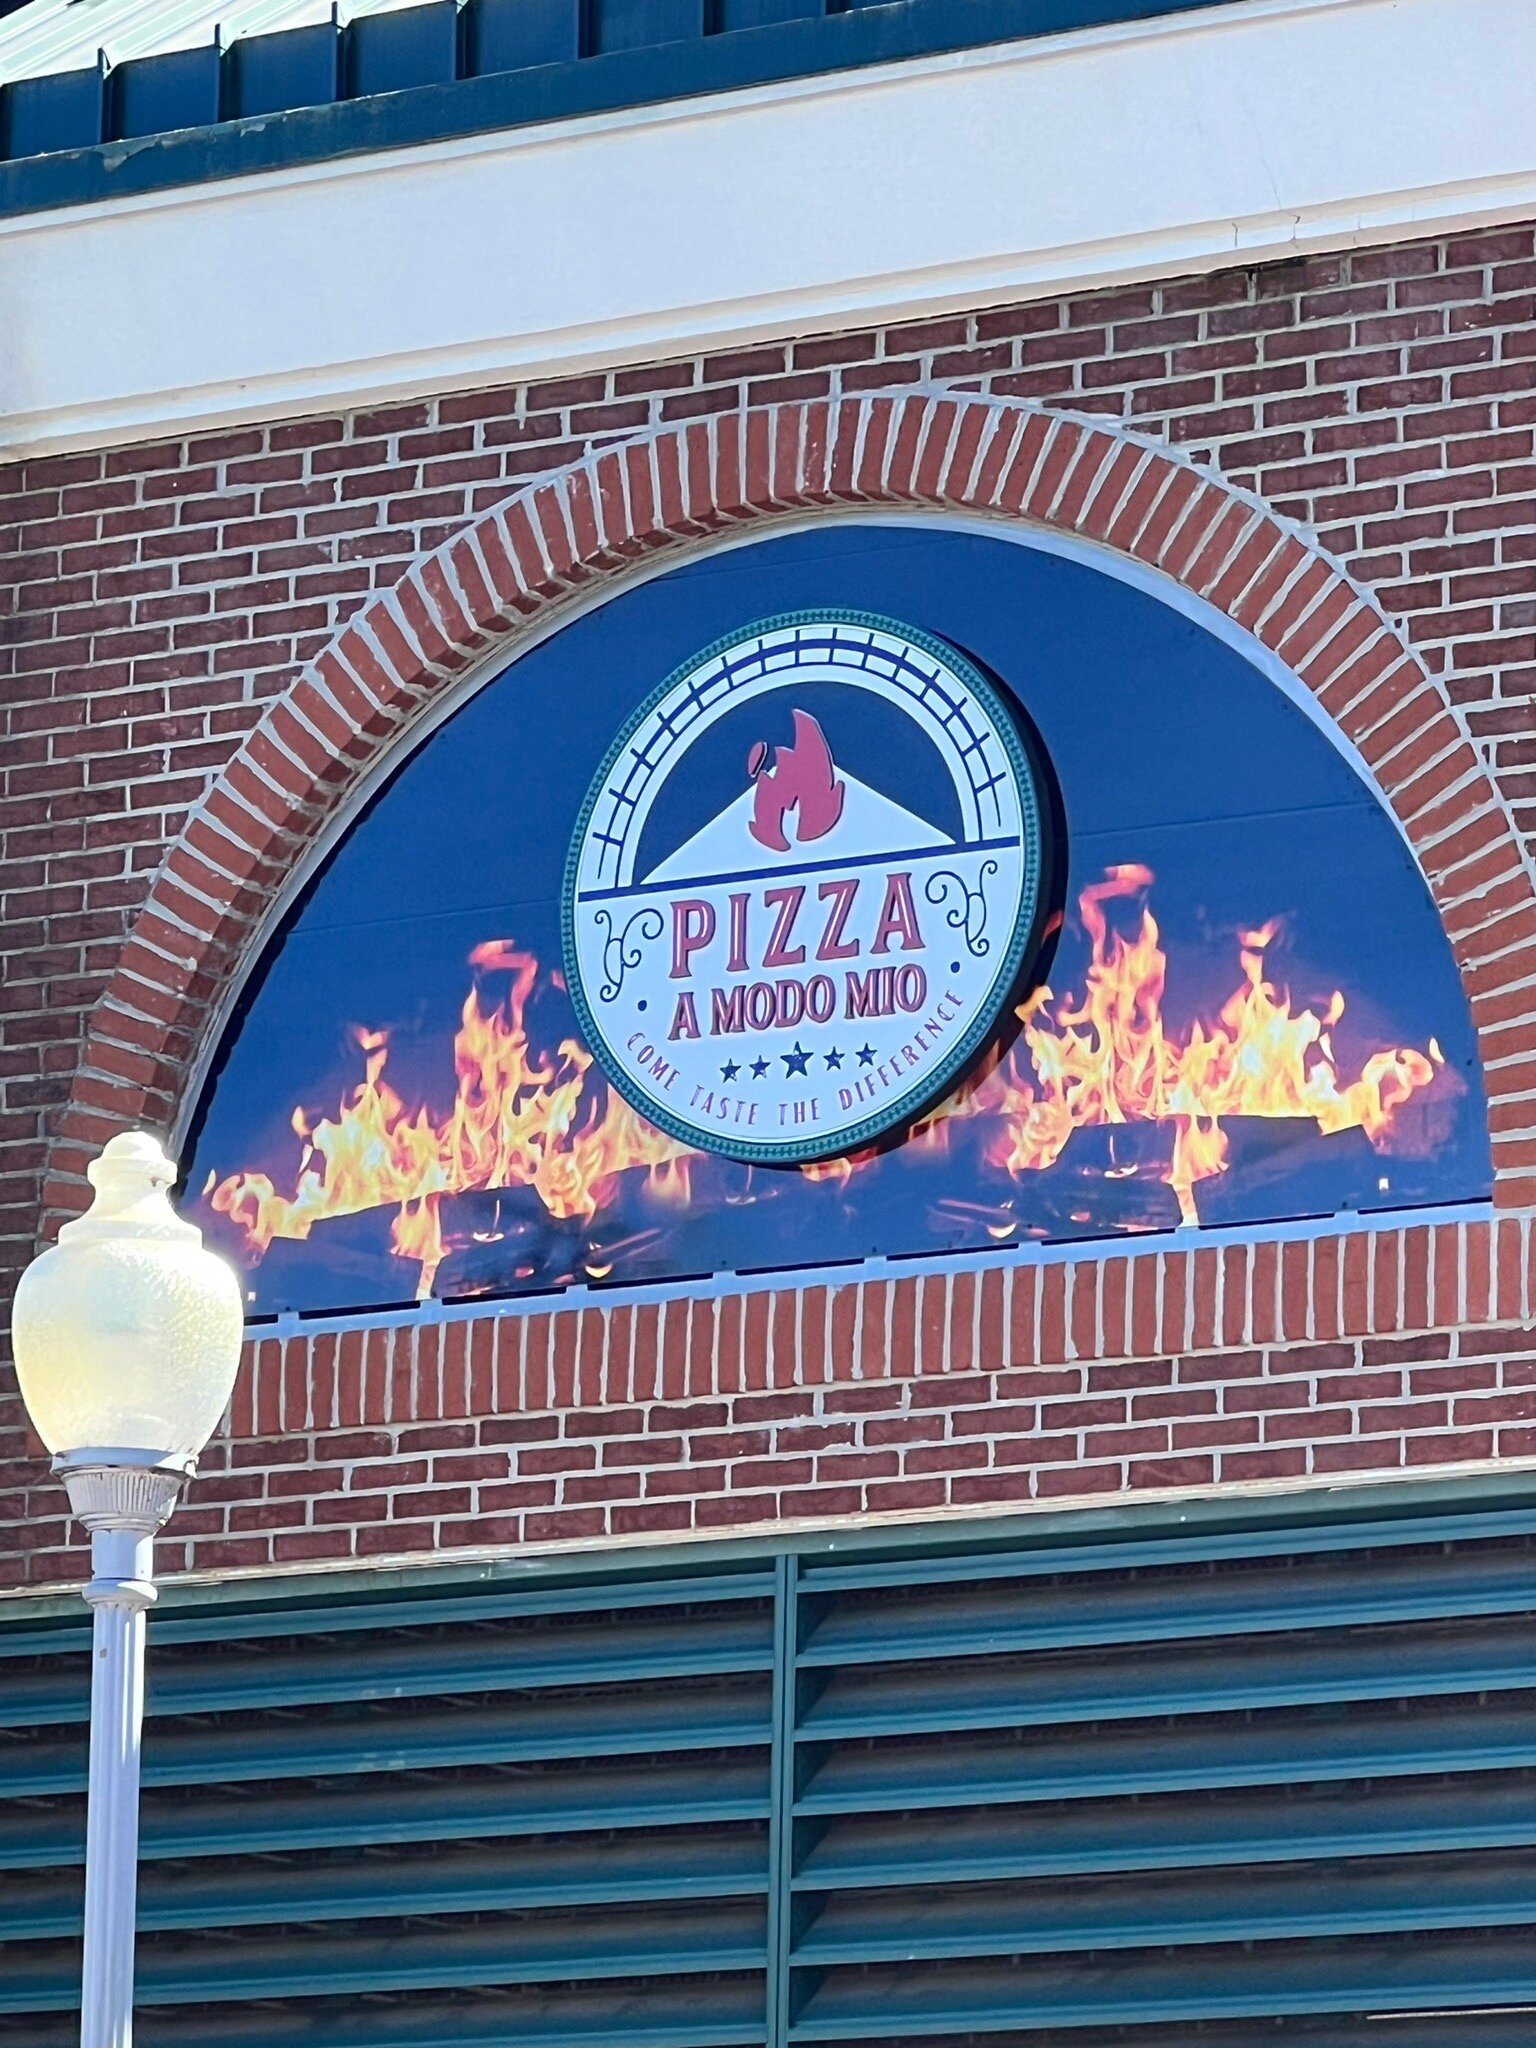 PIZZA
A MODO MIO
COME TASTE THE DIFFERENCE